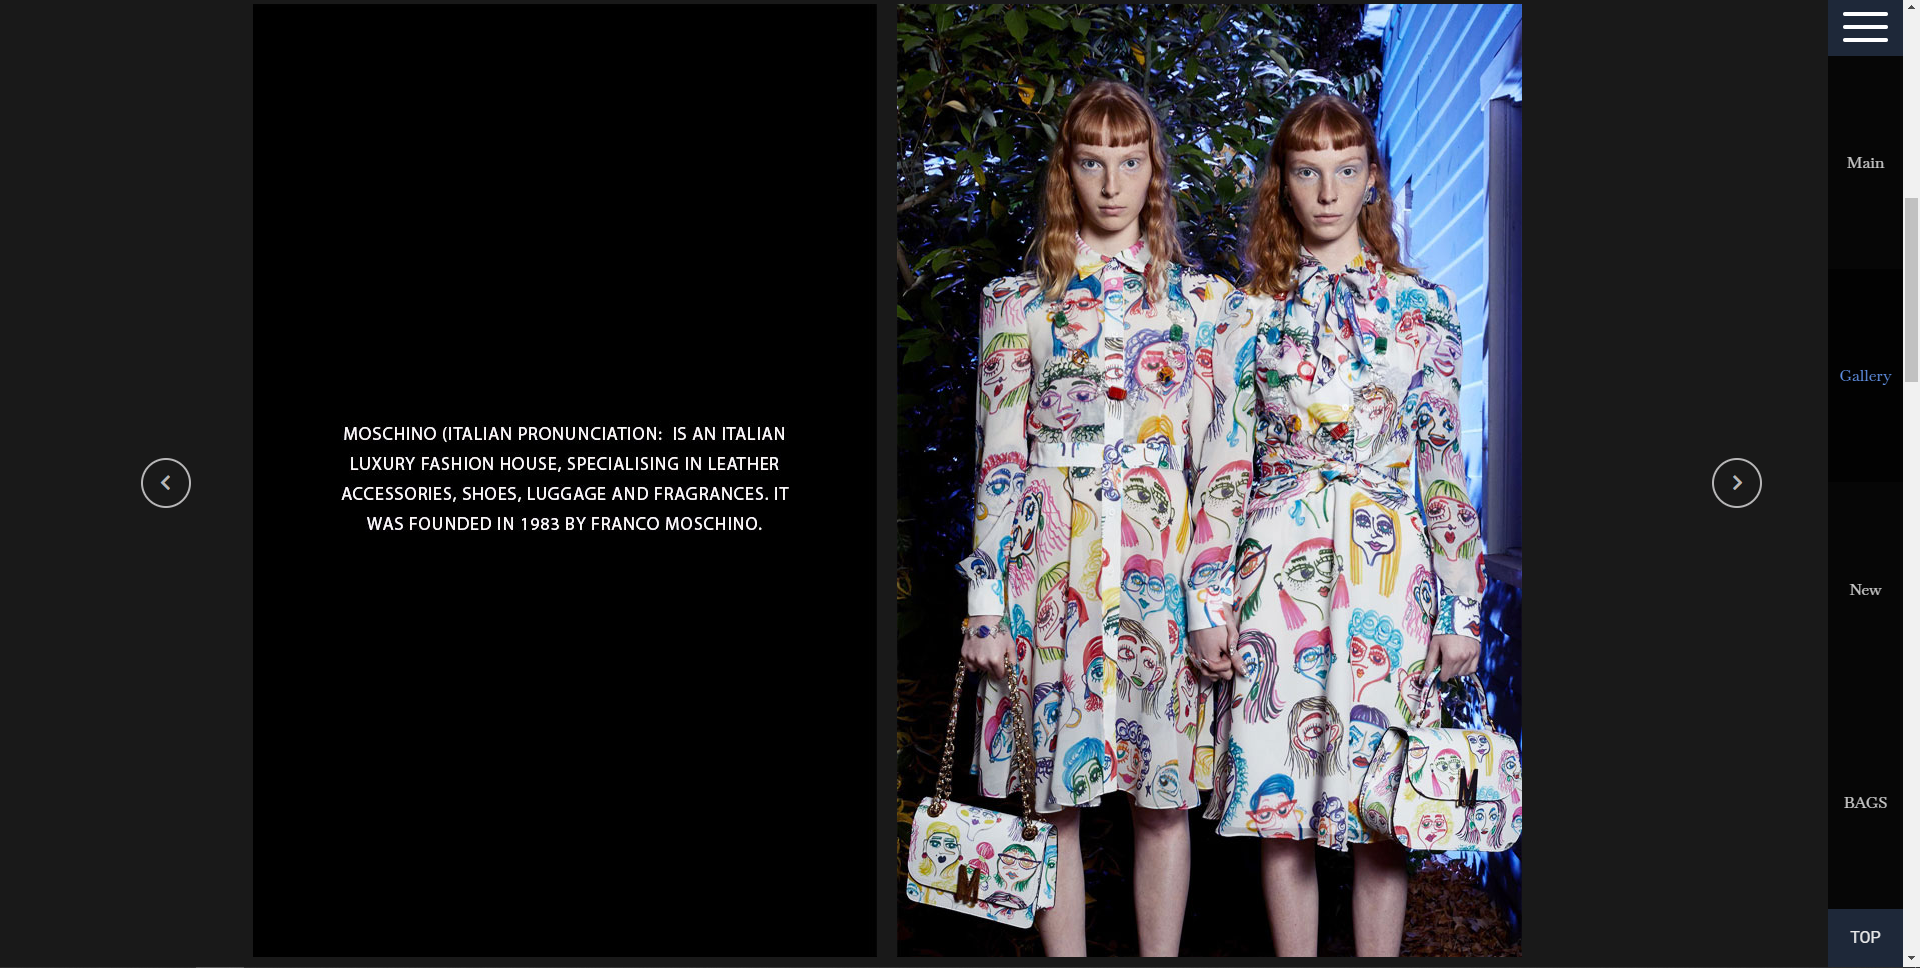 MOSCHINO (ITALIAN PRONUNCIATION:  IS AN ITALIAN
LUXURY FASHION HOUSE, SPECIALISING IN LEATHER
ACCESSORIES, SHOES, LUGGAGE AND FRAGRANCES. IT
WAS FOUNDED IN 1983 BY FRANCO MOSCHINO.
M
M
Main
Gallery
New
BAGS
TOP